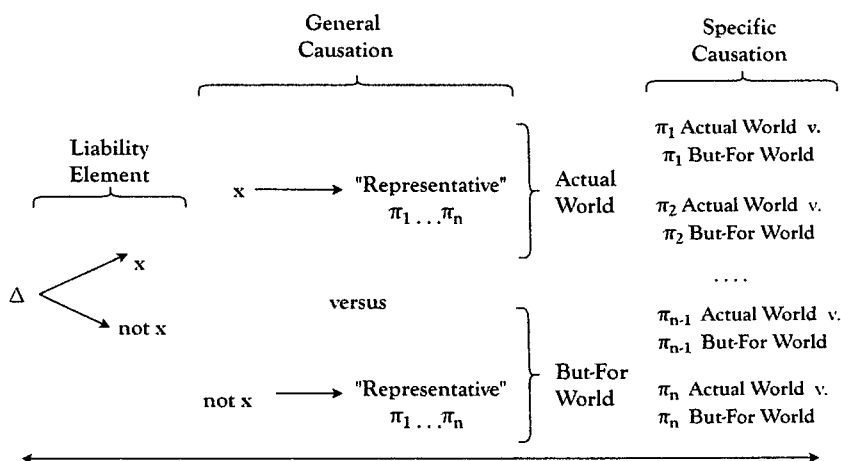 General
Causation
Specific
Causation
Liability
Element
Δ
x
not x
x
"Representative"
π1 ...πn
Actual
World
versus
not x
"Representative"
π1 ...πn
But-For
World
π1 Actual World v.
π1 But-For World
π2 Actual World v.
π2 But-For World
....
πn-1 Actual World v.
πn-1 But-For World
πn Actual World v.
πn But-For World